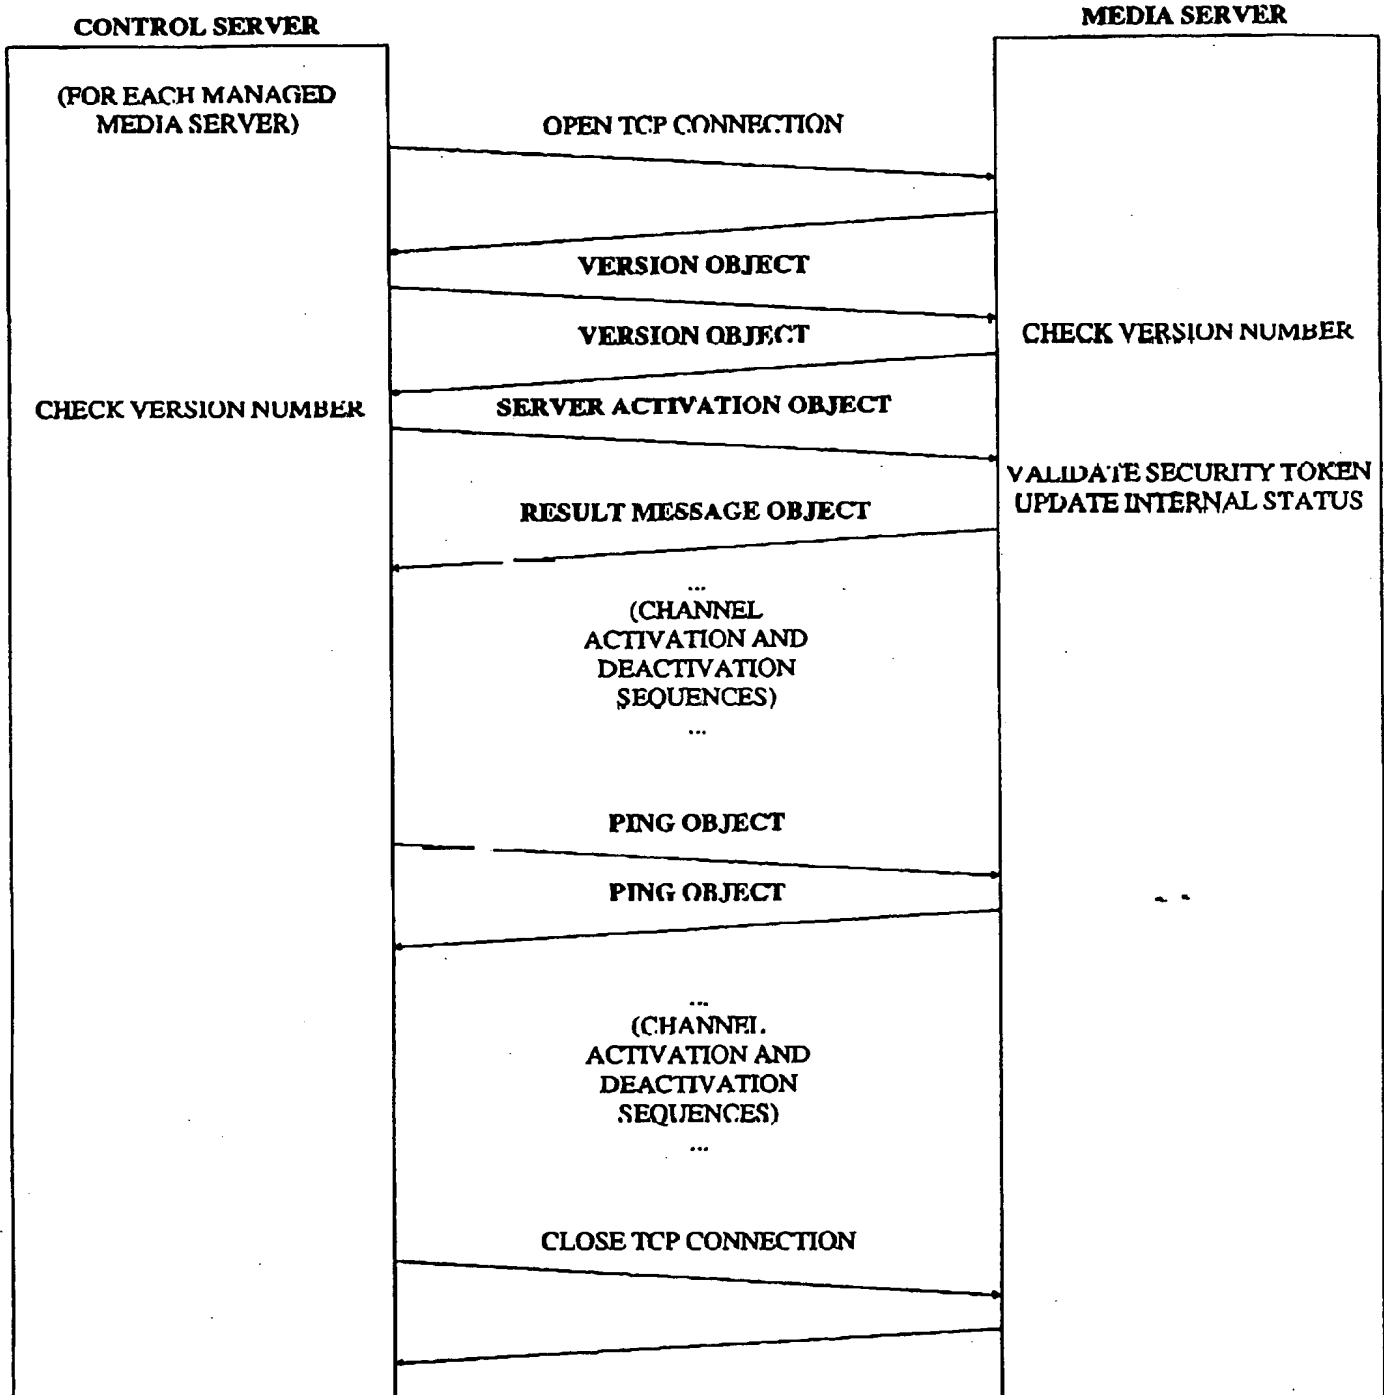 CONTROL SERVER
MEDIA SERVER
(FOR EACH MANAGED
MEDIA SERVER)
OPEN TCP CONNECTION
VERSION OBJECT
VERSION OBJECT
CHECK VERSION NUMBER
CHECK VERSION NUMBER
SERVER ACTIVATION OBJECT
VALIDATE SECURITY TOKEN
UPDATE INTERNAL STATUS
RESULT MESSAGE OBJECT
...
(CHANNEL
ACTIVATION AND
DEACTIVATION
SEQUENCES)
...
PING OBJECT
PING OBJECT
...
(CHANNEL
ACTIVATION AND
DEACTIVATION
SEQUENCES)
...
CLOSE TCP CONNECTION